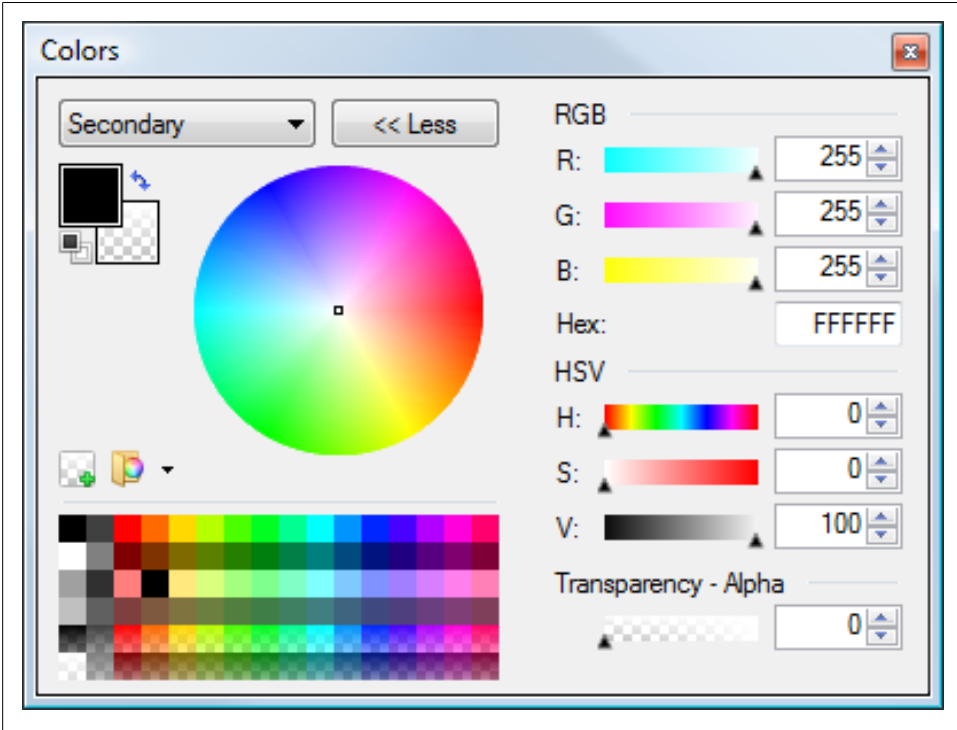 Colors
Secondary
<< Less
RGB
R: 255
G: 255
B: 255
Hex: FFFFFF
HSV
H: 0
S: 0
V: 100
Transparency - Alpha
0